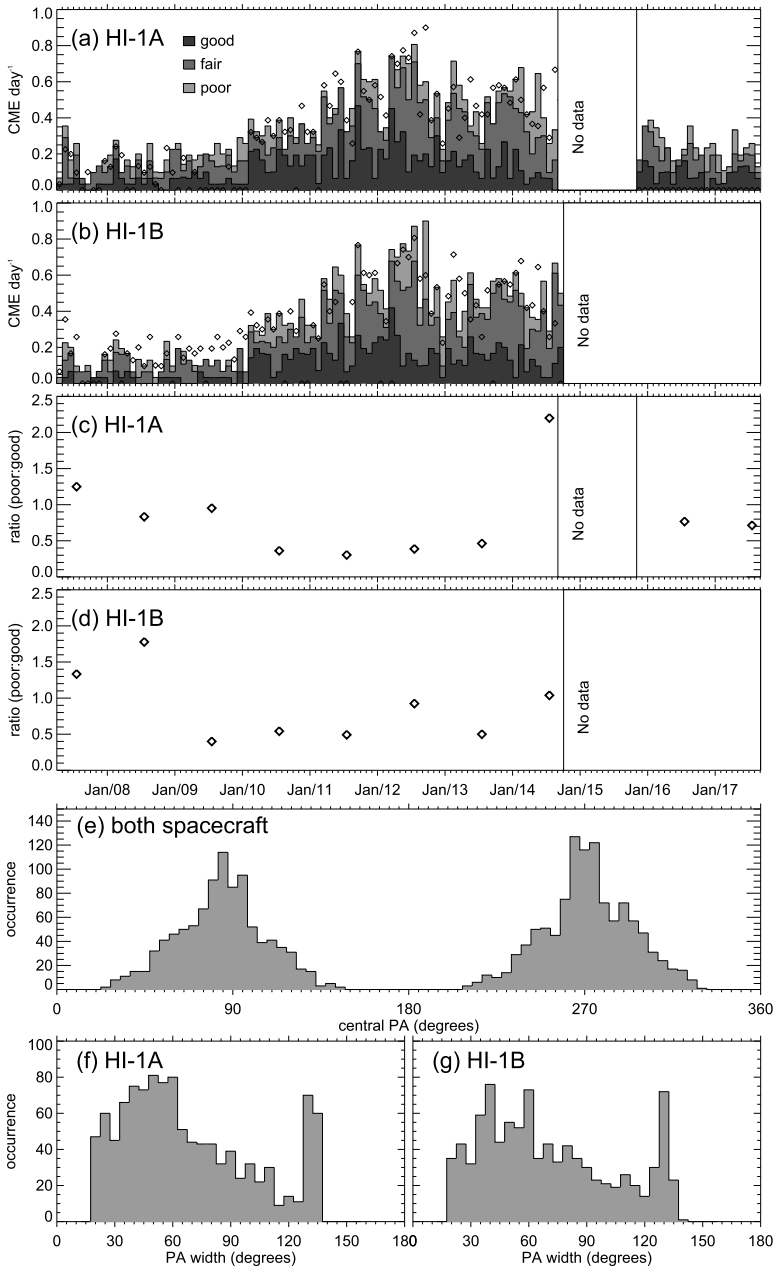 (a) HI-1A
good
fair
poor
CME day-1
1.0
0.8
0.6
0.4
0.2
0.0
No data
(b) HI-1B
CME day-1
1.0
0.8
0.6
0.4
0.2
0.0
No data
(c) HI-1A
ratio (poor:good)
2.5
2.0
1.5
1.0
0.5
0.0
No data
(d) HI-1B
ratio (poor:good)
2.5
2.0
1.5
1.0
0.5
0.0
No data
Jan/08 Jan/09 Jan/10 Jan/11 Jan/12 Jan/13 Jan/14 Jan/15 Jan/16 Jan/17
(e) both spacecraft
occurrence
140
120
100
80
60
40
20
0
0 90 180 270 360
central PA (degrees)
(f) HI-1A
(g) HI-1B
occurrence
100
80
60
40
20
0
0 30 60 90 120 150 180
0 30 60 90 120 150 180
PA width (degrees)
PA width (degrees)